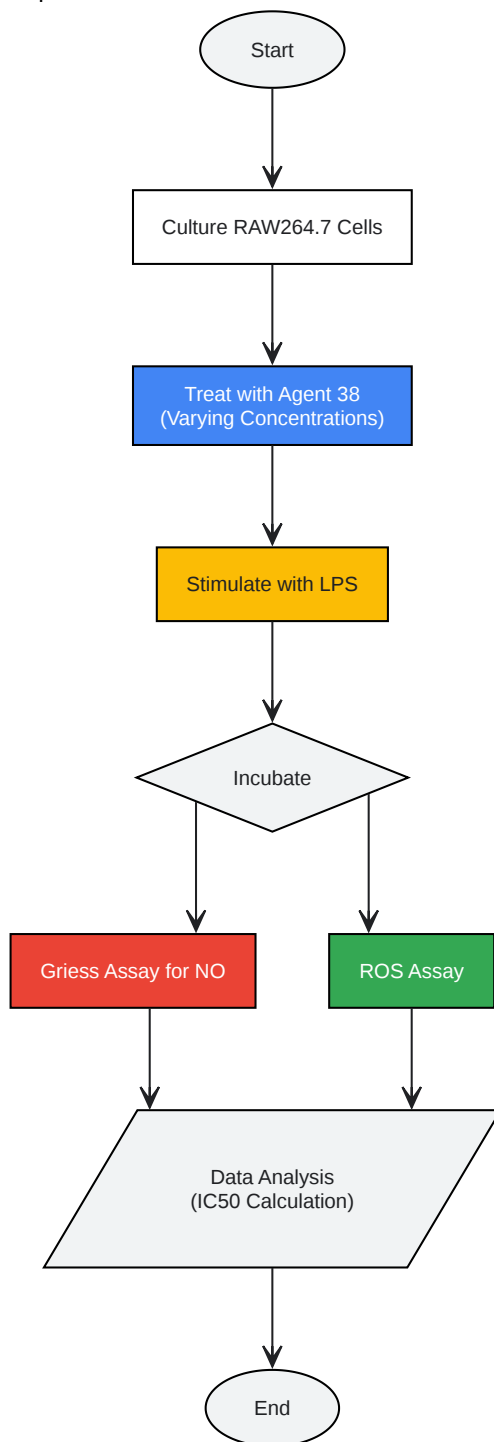 Start
Culture RAW264.7 Cells
Treat with Agent 38
(Varying Concentrations)
Stimulate with LPS
Incubate
Griess Assay for NO
ROS Assay
Data Analysis
(IC50 Calculation)
End